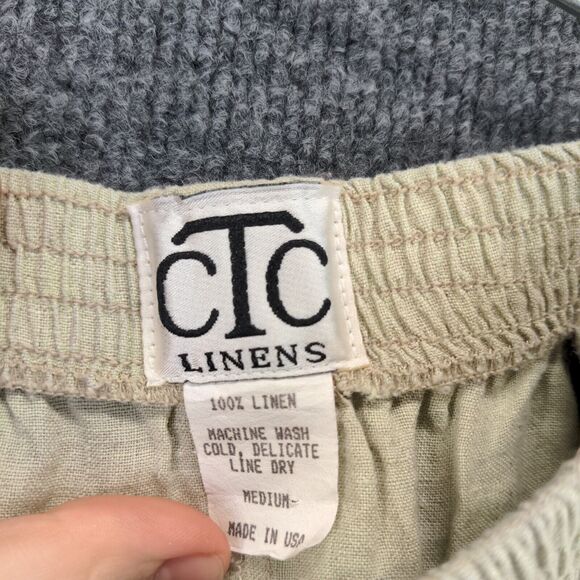 CTC
LINENS
100% LINEN
MACHINE WASH
COLD, DELICATE
LINE DRY
MEDIUM-
MADE IN USA